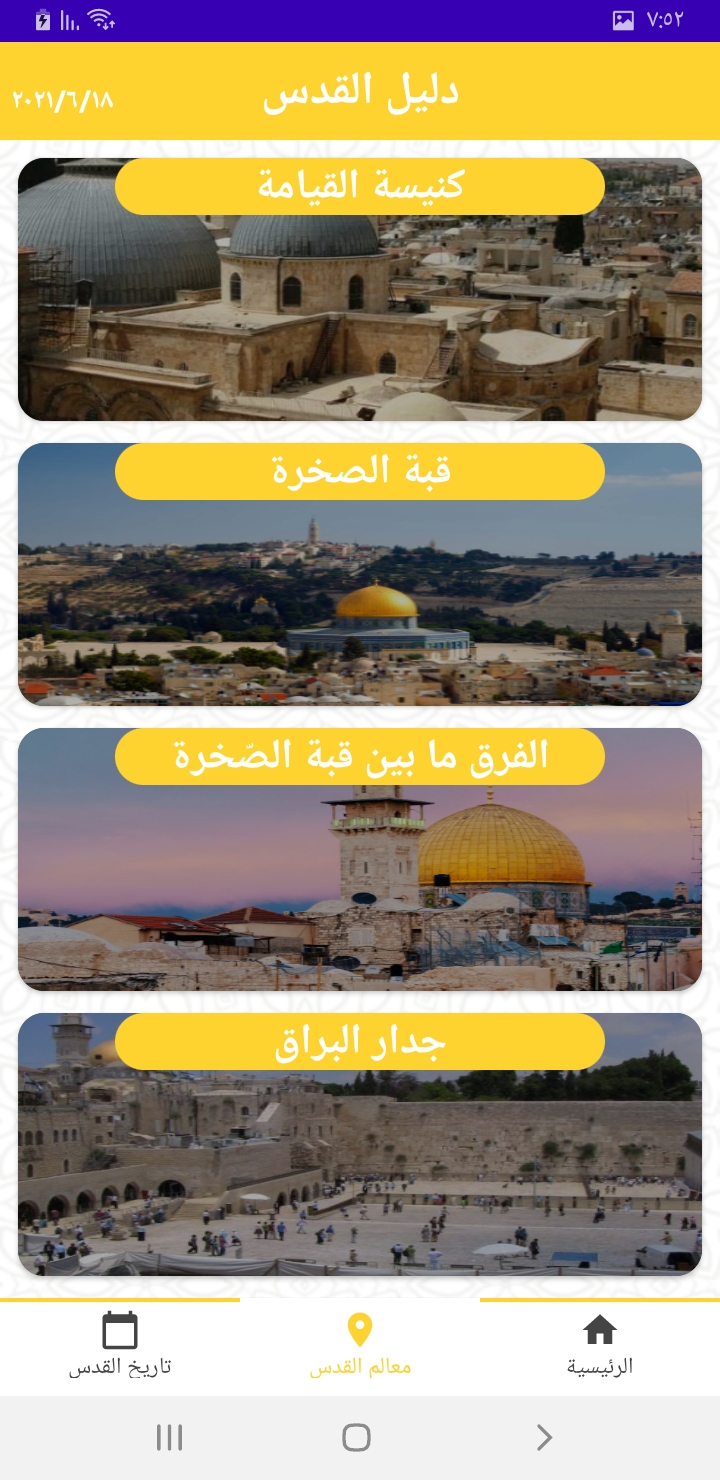 ٧:٥٢
دليل القدس
٢٠٢١/٦/١٨
كنيسة القيامة
قبة الصخرة
الفرق ما بين قبة الصّخرة
جدار البراق
الرئيسية
معالم القدس
تاريخ القدس